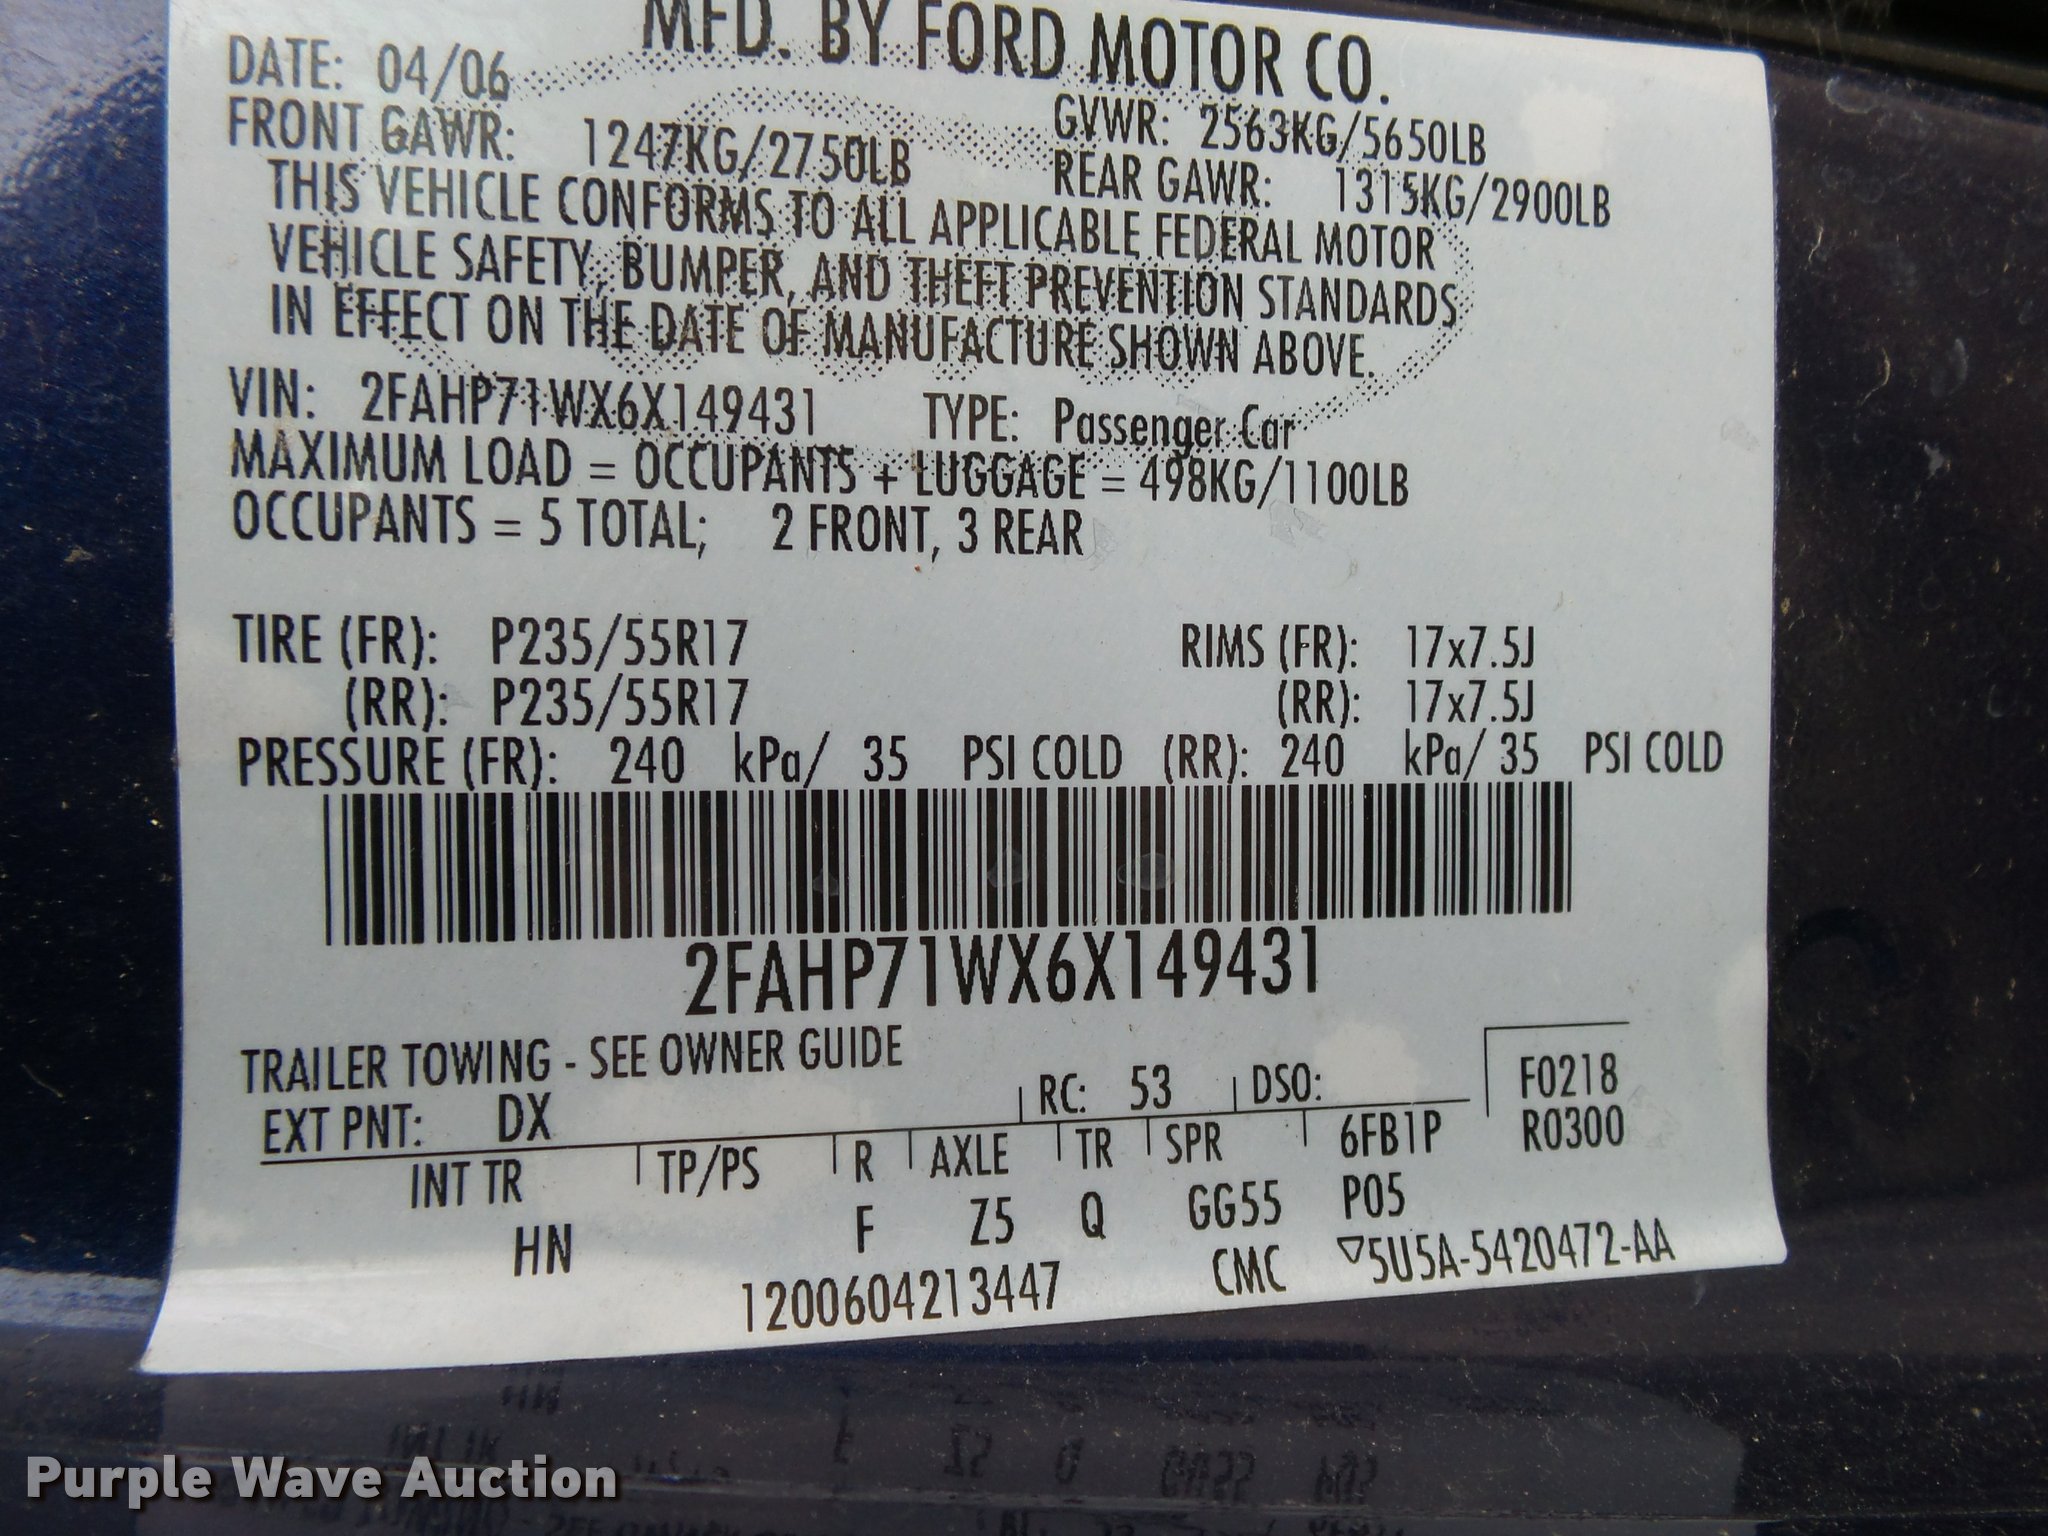 MFD. BY FORD MOTOR CO.
DATE: 04/06 GVWR: 2563KG/5650LB
FRONT GAWR: 1247KG/2750LB REAR GAWR: 1315KG/2900LB
THIS VEHICLE CONFORMS TO ALL APPLICABLE FEDERAL MOTOR
VEHICLE SAFETY, BUMPER, AND THEFT PREVENTION STANDARDS
IN EFFECT ON THE DATE OF MANUFACTURE SHOWN ABOVE.
VIN: 2FAHP71WX6X149431 TYPE: Passenger Car
MAXIMUM LOAD = OCCUPANTS + LUGGAGE = 498KG/1100LB
OCCUPANTS = 5 TOTAL; 2 FRONT, 3 REAR
TIRE (FR): P235/55R17 RIMS (FR): 17x7.5J
(RR): P235/55R17 (RR): 17x7.5J
PRESSURE (FR): 240 kPa/ 35 PSI COLD (RR): 240 kPa/ 35 PSI COLD
2FAHP71WX6X149431
TRAILER TOWING - SEE OWNER GUIDE
EXT PNT: DX RC: 53 DSO: F0218
INT TR TP/PS R AXLE TR SPR 6FB1P R0300
HN F Z5 Q GG55 P05
1200604213447 CMC ▽5U5A-5420472-AA
Purple Wave Auction